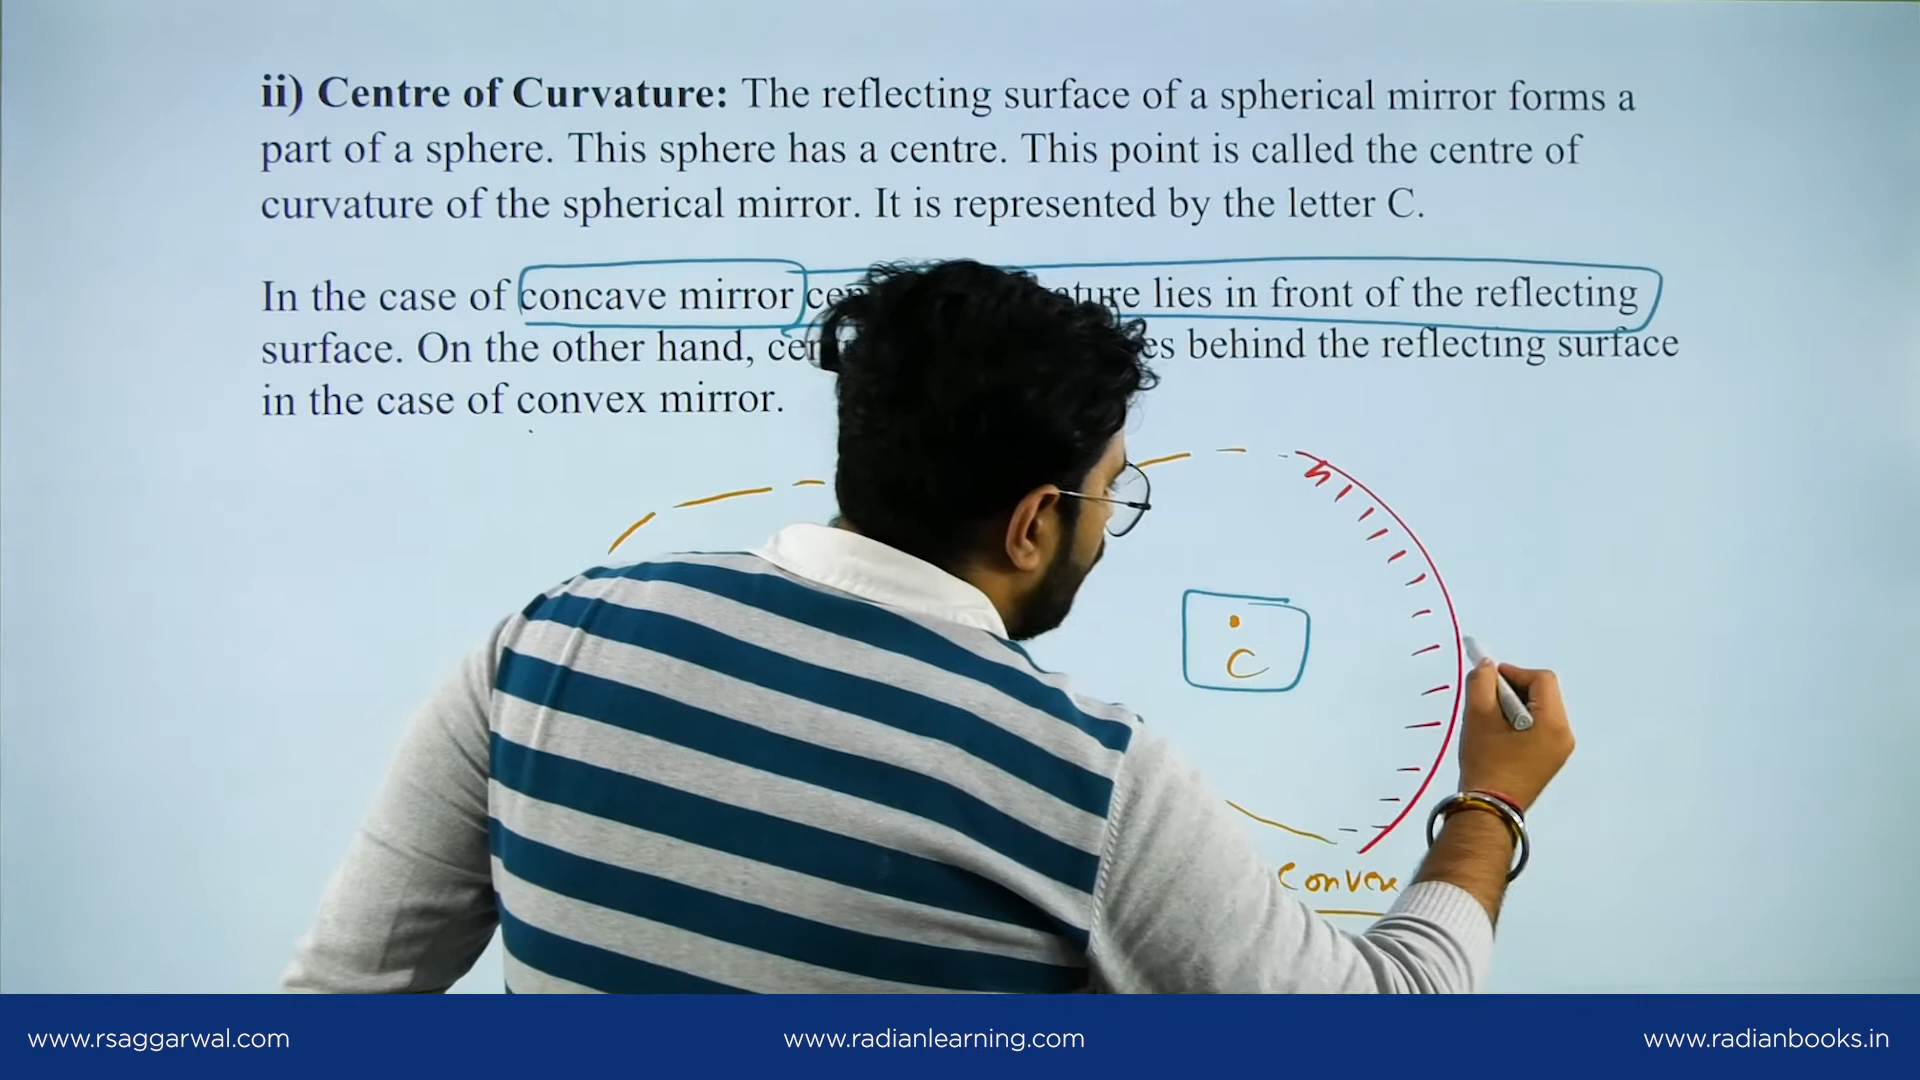 ii) Centre of Curvature: The reflecting surface of a spherical mirror forms a
part of a sphere. This sphere has a centre. This point is called the centre of
curvature of the spherical mirror. It is represented by the letter C.
In the case of concave mirror lies in front of the reflecting
surface. On the other hand, behind the reflecting surface
in the case of convex mirror.
C
Convex
www.rsaggarwal.com
www.radianlearning.com
www.radianbooks.in